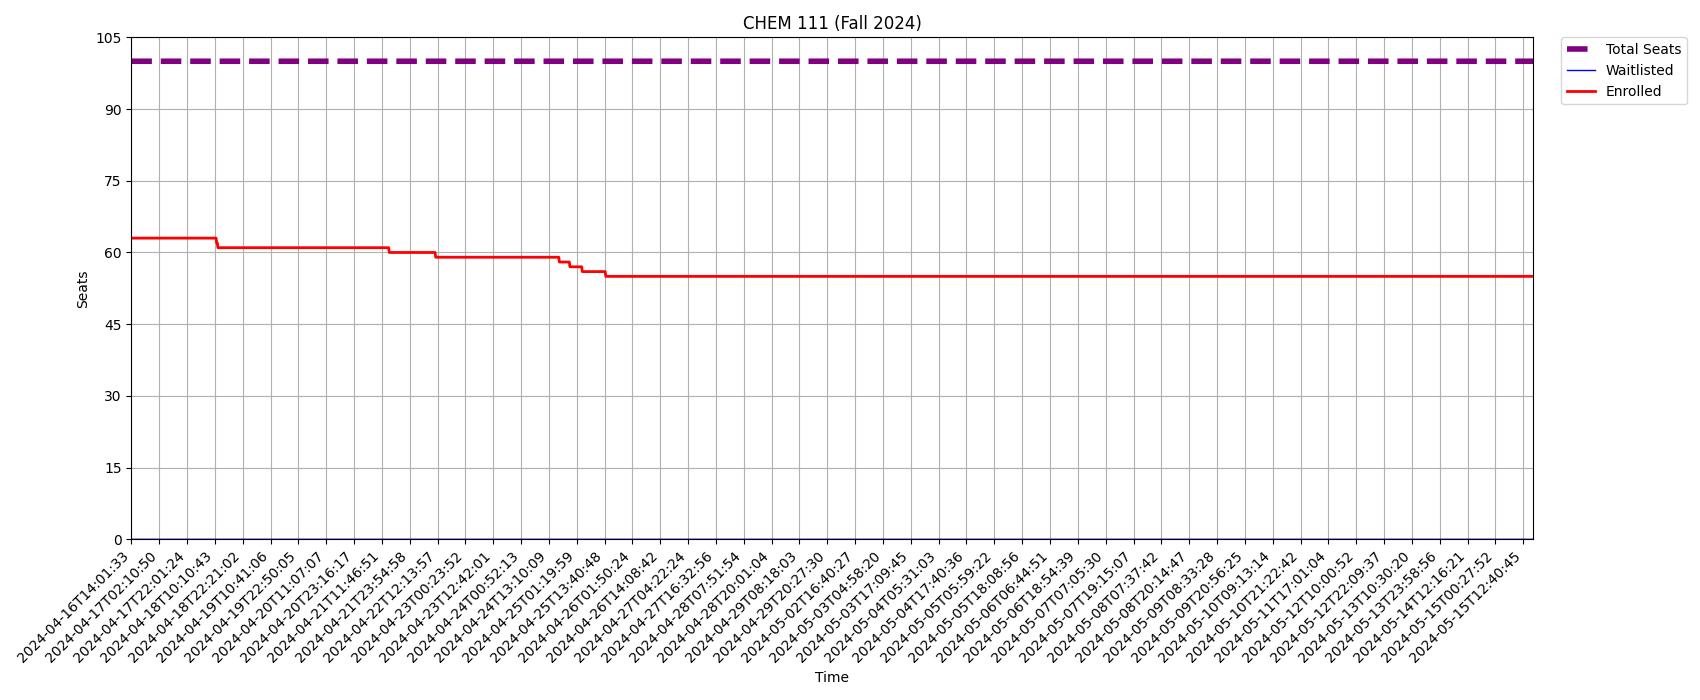 CHEM 111 (Fall 2024)
Total Seats
Waitlisted
Enrolled
Seats
105
90
75
60
45
30
15
0
2024-04-16T14:01:33
2024-04-17T02:10:50
2024-04-17T22:01:24
2024-04-18T10:10:43
2024-04-18T22:21:02
2024-04-19T10:41:06
2024-04-19T22:50:05
2024-04-20T11:07:07
2024-04-20T23:16:17
2024-04-21T11:46:51
2024-04-21T23:54:58
2024-04-22T12:13:57
2024-04-23T00:23:52
2024-04-23T12:42:01
2024-04-24T00:52:13
2024-04-24T13:10:09
2024-04-25T01:19:59
2024-04-25T13:40:48
2024-04-26T01:50:24
2024-04-26T14:08:42
2024-04-27T04:22:24
2024-04-27T16:32:56
2024-04-28T07:51:54
2024-04-28T20:01:04
2024-04-29T08:18:03
2024-04-29T20:27:30
2024-05-02T16:40:27
2024-05-03T04:58:20
2024-05-03T17:09:45
2024-05-04T05:31:03
2024-05-04T17:40:36
2024-05-05T05:59:22
2024-05-05T18:08:56
2024-05-06T06:44:51
2024-05-06T18:54:39
2024-05-07T07:05:30
2024-05-07T19:15:07
2024-05-08T07:37:42
2024-05-08T20:14:47
2024-05-09T08:33:28
2024-05-09T20:56:25
2024-05-10T09:13:14
2024-05-10T21:22:42
2024-05-11T17:01:04
2024-05-12T10:00:52
2024-05-12T22:09:37
2024-05-13T10:30:20
2024-05-13T23:58:56
2024-05-14T12:16:21
2024-05-15T00:27:52
2024-05-15T12:40:45
Time